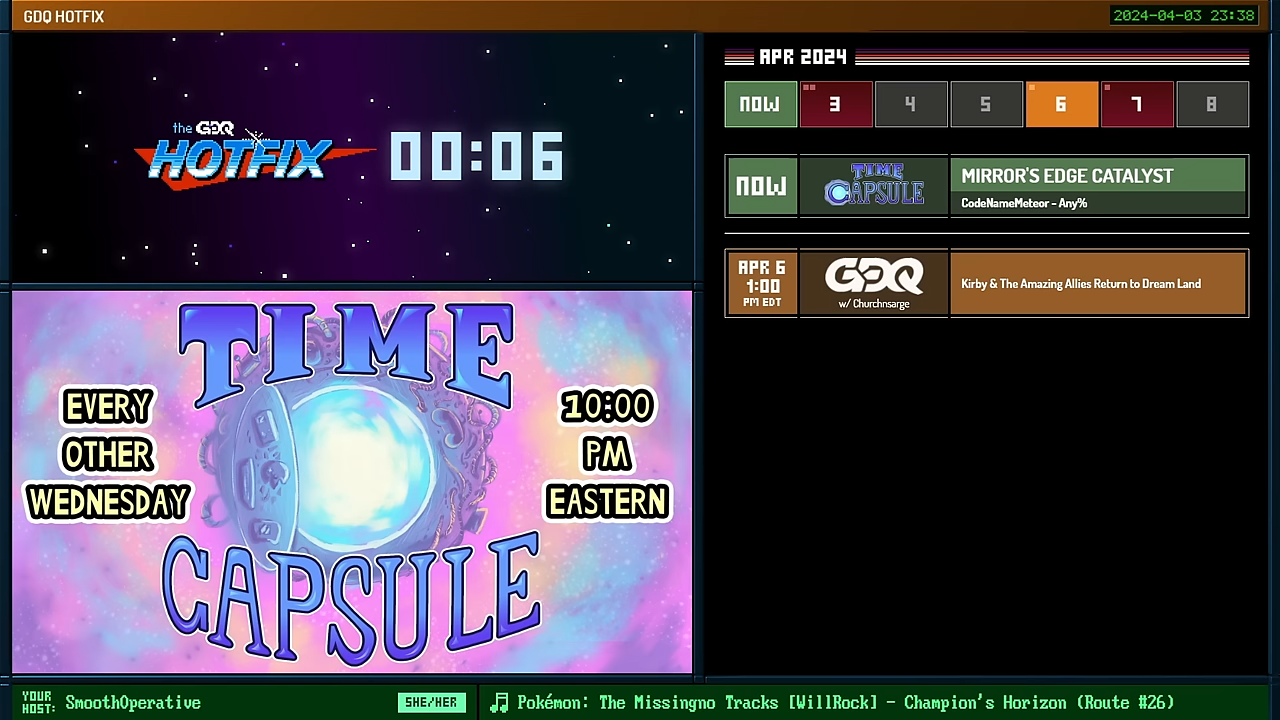 GDQ HOTFIX
2024-04-03 23:38
the GDQ
HOTFIX
00:06
APR 2024
NOW 3 4 5 6 7 8
NOW
TIME
CAPSULE
MIRROR'S EDGE CATALYST
CodeNameMeteor - Any%
APR 6
1:00
PM EDT
GDQ
w/ Churchnsarge
Kirby & The Amazing Allies Return to Dream Land
TIME
EVERY
OTHER
WEDNESDAY
10:00
PM
EASTERN
CAPSULE
YOUR
HOST:
SmoothOperative
SHE/HER
Pokémon: The Missingno Tracks [WillRock] - Champion's Horizon (Route #26)